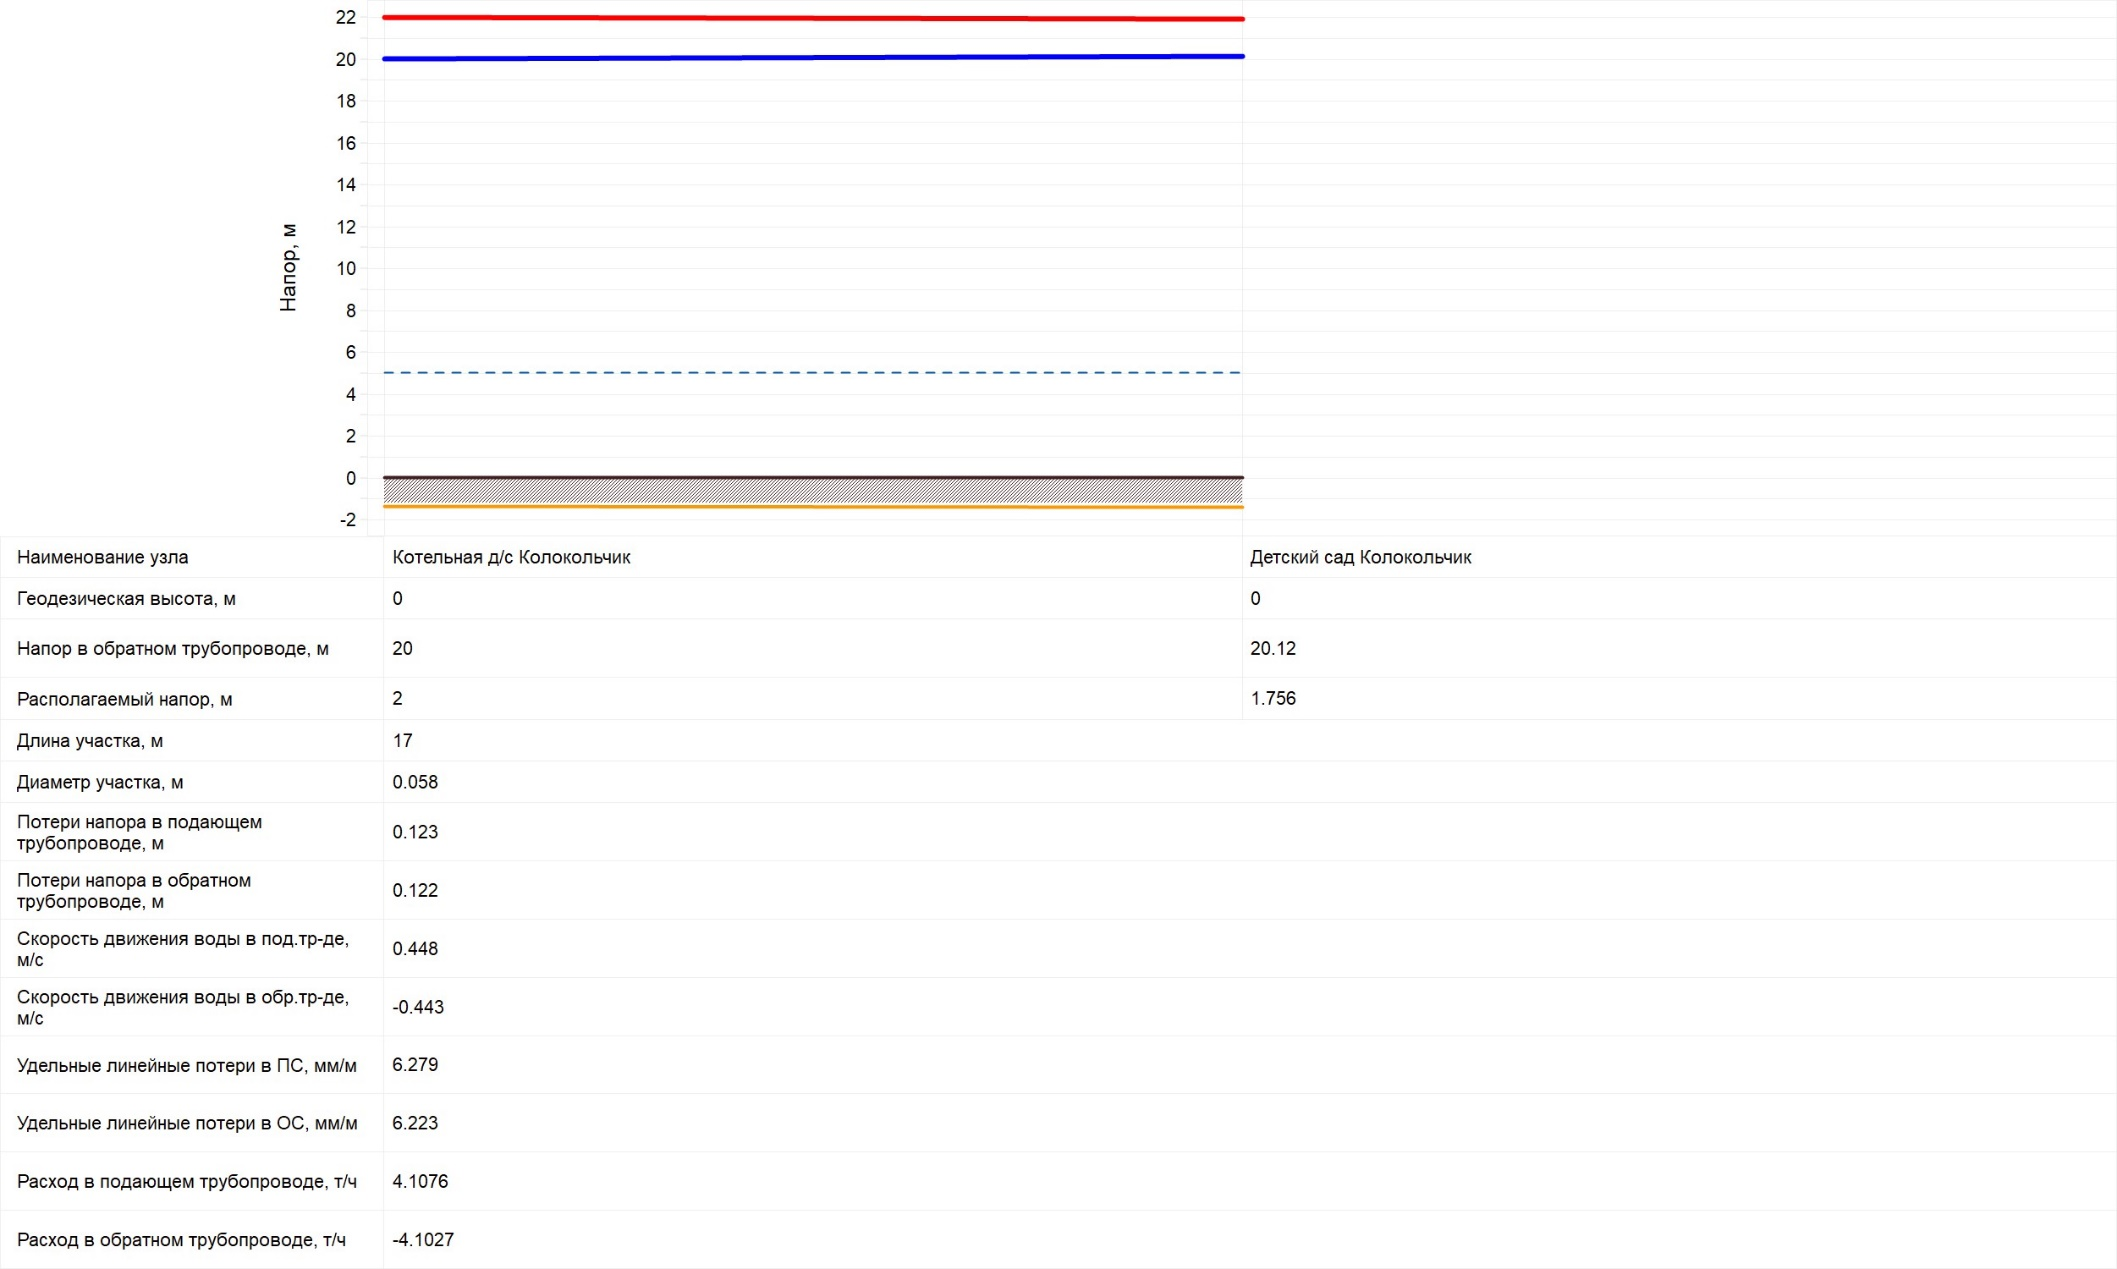 22
20
18
16
14
12
10
8
6
4
2
0
-2
Напор, м
Наименование узла Котельная д/с Колокольчик Детский сад Колокольчик
Геодезическая высота, м 0 0
Напор в обратном трубопроводе, м 20 20.12
Располагаемый напор, м 2 1.756
Длина участка, м 17
Диаметр участка, м 0.058
Потери напора в подающем
трубопроводе, м 0.123
Потери напора в обратном
трубопроводе, м 0.122
Скорость движения воды в под.тр-де,
м/с 0.448
Скорость движения воды в обр.тр-де,
м/с -0.443
Удельные линейные потери в ПС, мм/м 6.279
Удельные линейные потери в ОС, мм/м 6.223
Расход в подающем трубопроводе, т/ч 4.1076
Расход в обратном трубопроводе, т/ч -4.1027